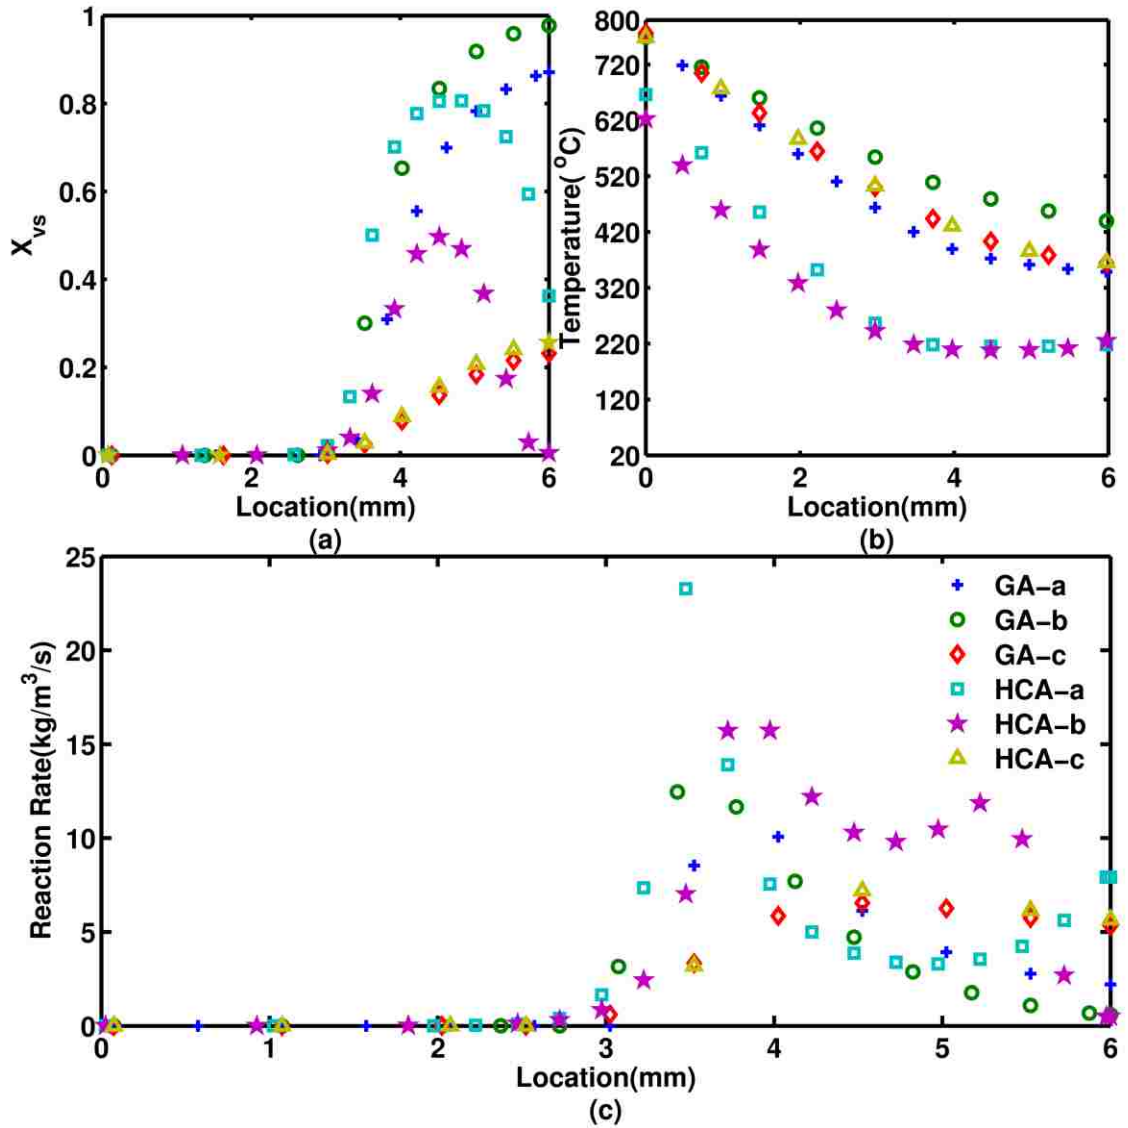 1
0.8
0.6
0.4
0.2
0
X_vs
0 2 4 6
Location(mm)
(a)
800
720
620
520
420
320
220
120
20
Temperature( °C)
0 2 4 6
Location(mm)
(b)
25
20
15
10
5
0
Reaction Rate(kg/m³/s)
GA−a
GA−b
GA−c
HCA−a
HCA−b
HCA−c
0 1 2 3 4 5 6
Location(mm)
(c)